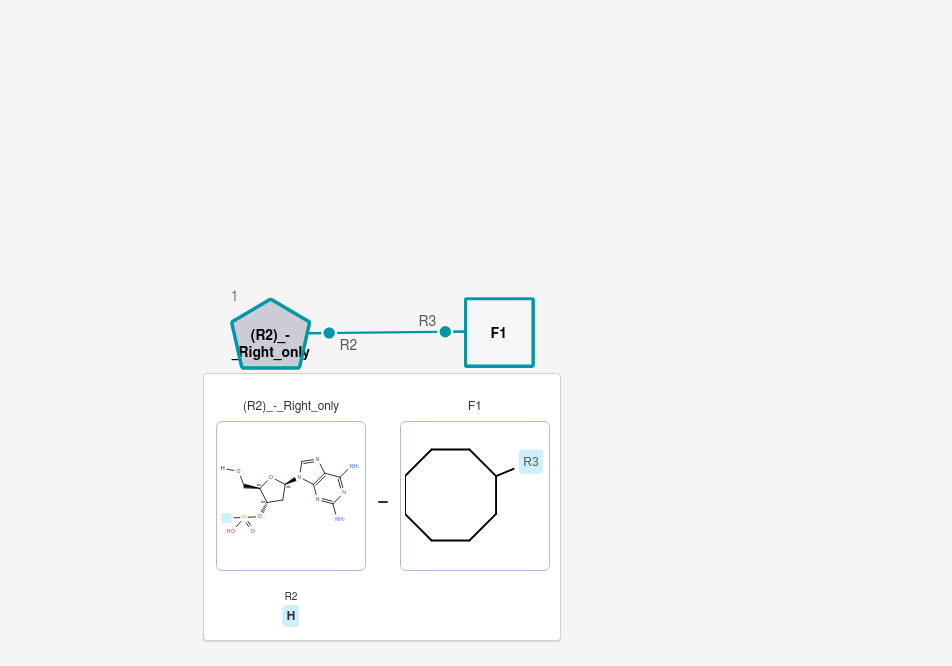 1
(R2)_-
_Right_only
R2
R3
F1
(R2)_-_Right_only
F1
H
O
O
N
N
NH₂
N
N
NH₂
O
P
HO
O
R3
R2
H